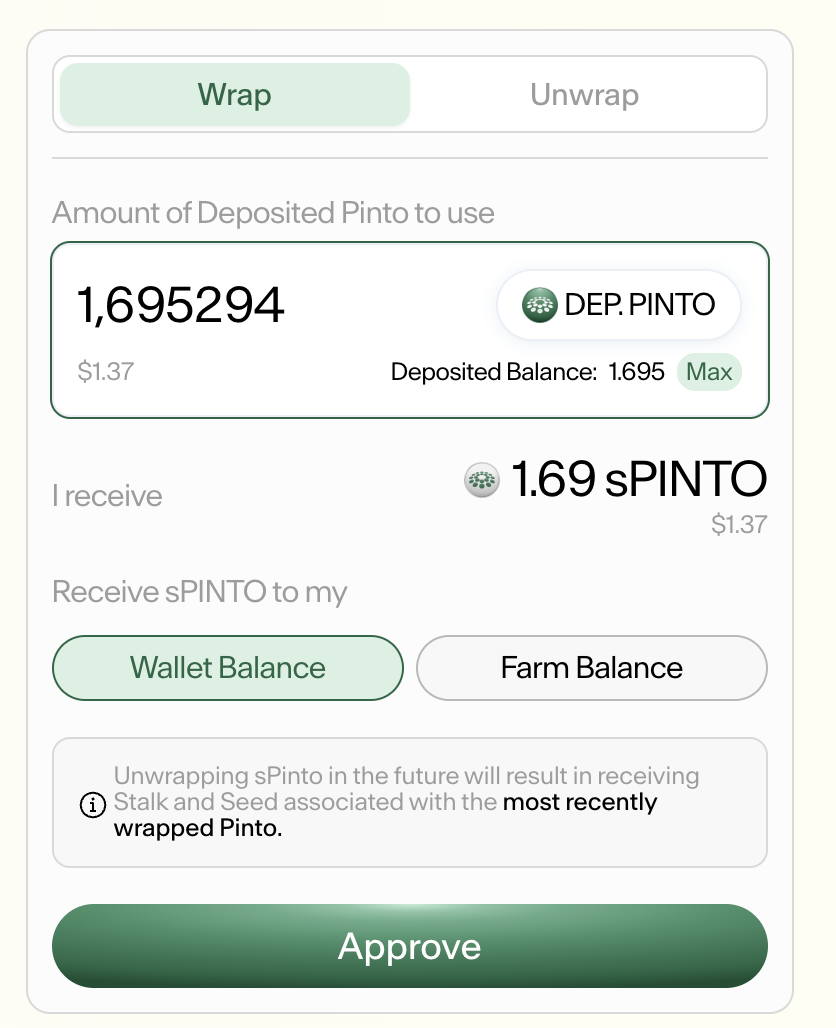 Wrap
Unwrap
Amount of Deposited Pinto to use
1,695294
DEP. PINTO
$1.37
Deposited Balance: 1.695 Max
I receive
1.69 sPINTO
$1.37
Receive sPINTO to my
Wallet Balance
Farm Balance
Unwrapping sPinto in the future will result in receiving
Stalk and Seed associated with the most recently
wrapped Pinto.
Approve